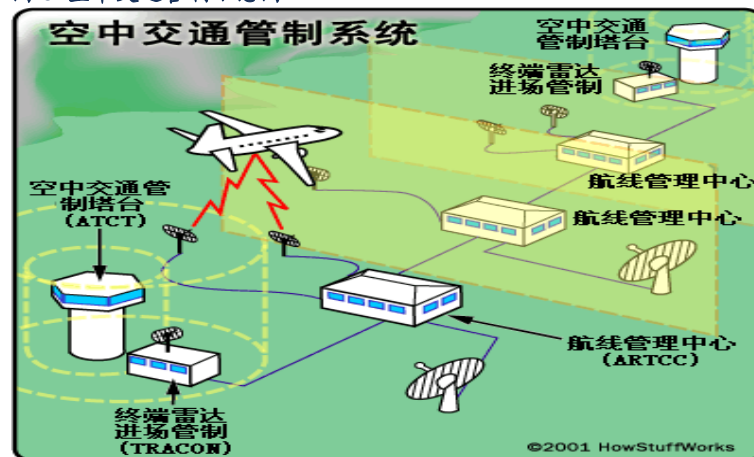 空中交通管制系统
空中交通
管制塔台
终端雷达
进场管制
航线管理中心
空中交通管
制塔台
(ATCT)
航线管理中心
航线管理中心
(ARTCC)
终端雷达
进场管制
(TRACON)
©2001 HowStuffWorks